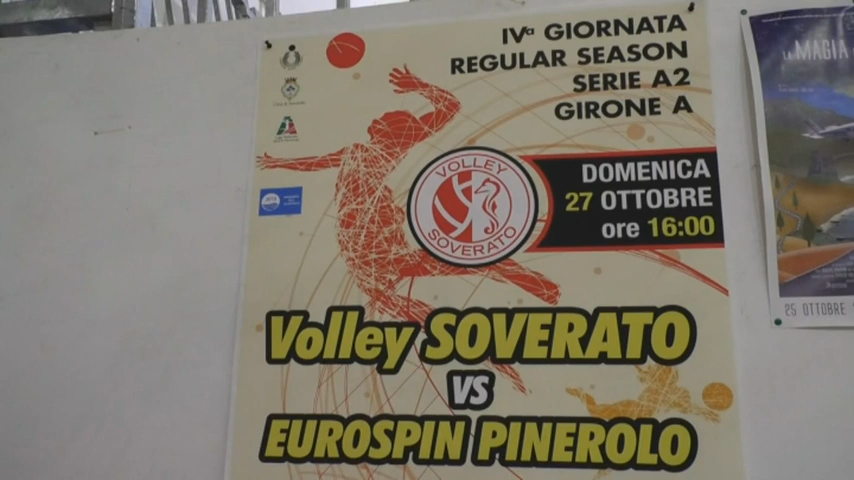 IVª GIORNATA
REGULAR SEASON
SERIE A2
GIRONE A
DOMENICA
27 OTTOBRE
ore 16:00
VOLLEY
SOVERATO
Volley SOVERATO
VS
EUROSPIN PINEROLO
LA MAGIA
25 OTTOBRE